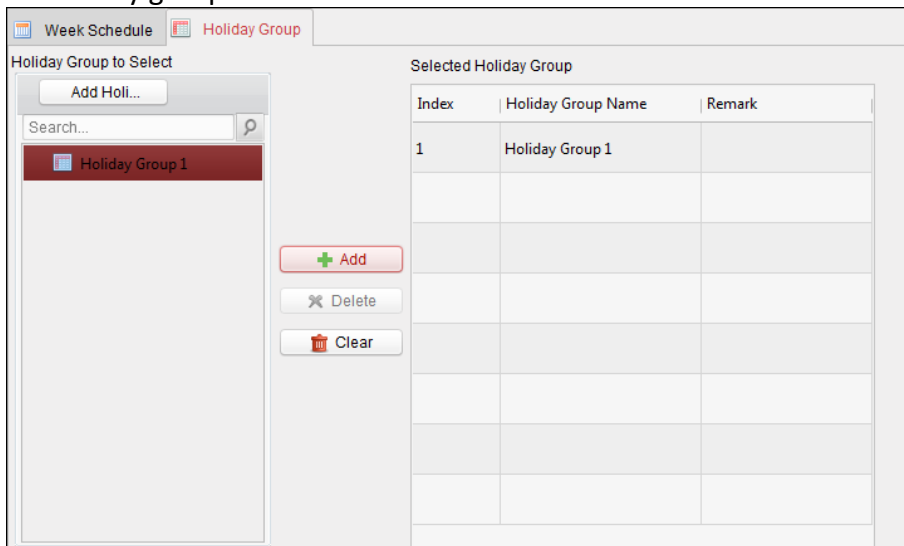 Week Schedule
Holiday Group
Holiday Group to Select
Add Holi...
Search...
Holiday Group 1
Add
Delete
Clear
Selected Holiday Group
Index Holiday Group Name Remark
1 Holiday Group 1